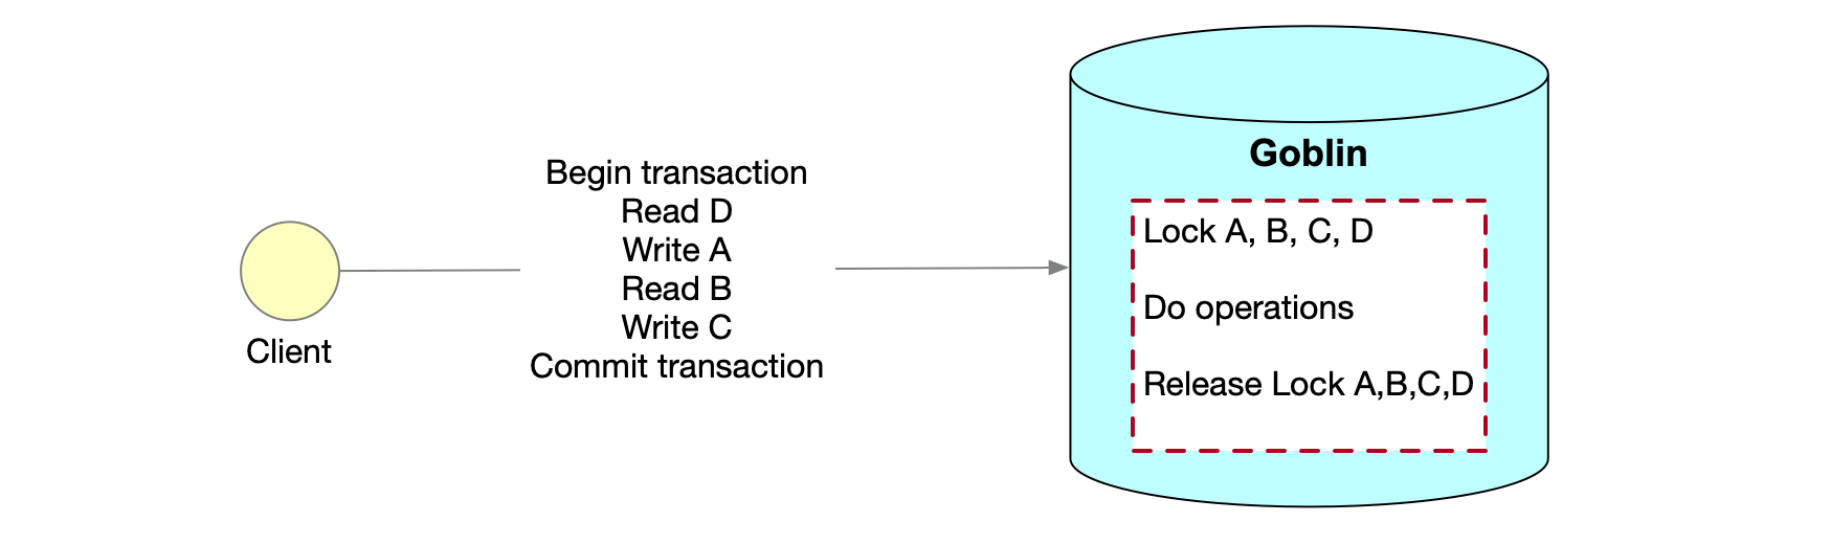 Begin transaction
Read D
Write A
Read B
Write C
Commit transaction
Client
Goblin
Lock A, B, C, D
Do operations
Release Lock A,B,C,D